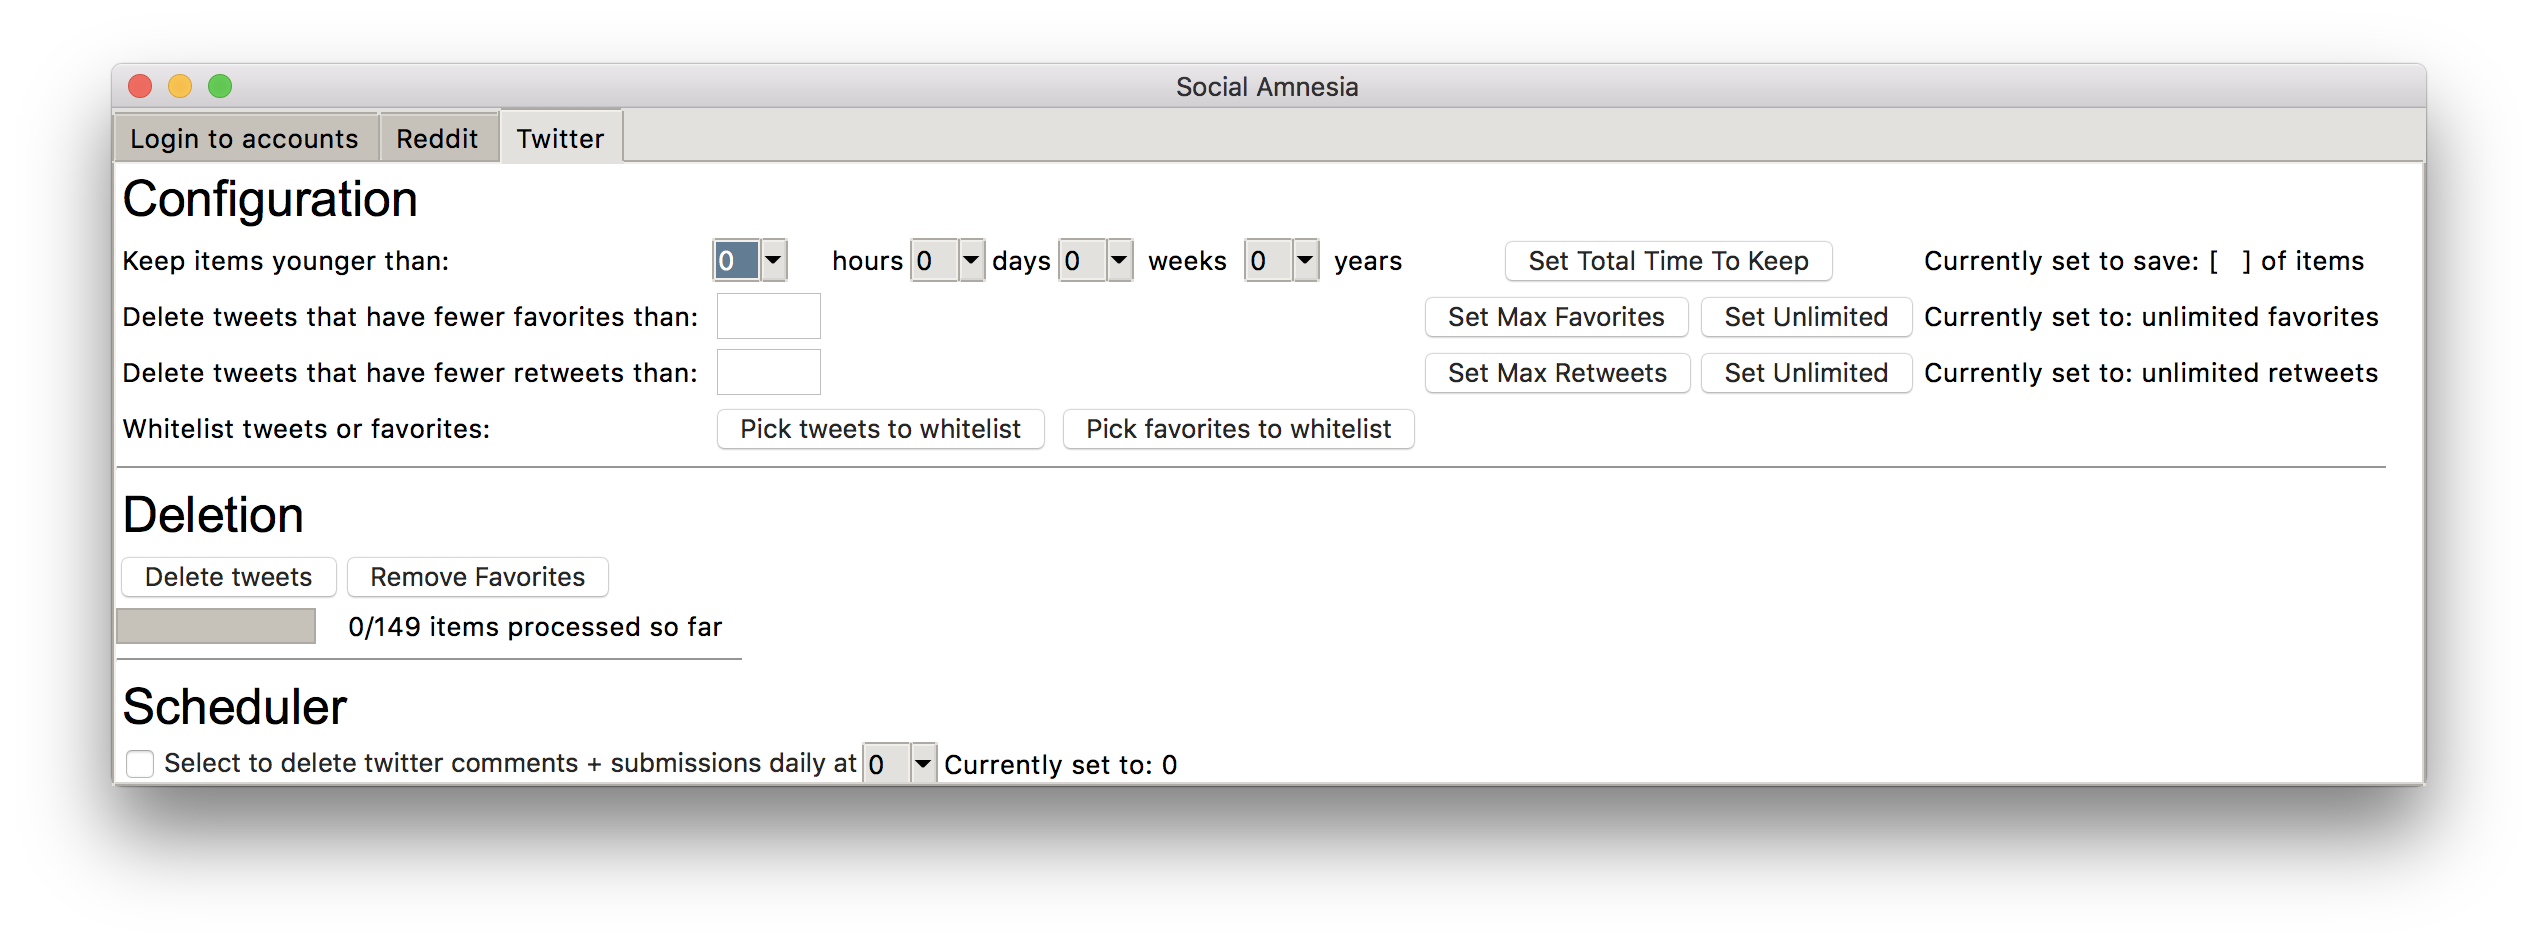 Social Amnesia
Login to accounts Reddit Twitter
Configuration
Keep items younger than: 0 hours 0 days 0 weeks 0 years Set Total Time To Keep Currently set to save: [ ] of items
Delete tweets that have fewer favorites than: Set Max Favorites Set Unlimited Currently set to: unlimited favorites
Delete tweets that have fewer retweets than: Set Max Retweets Set Unlimited Currently set to: unlimited retweets
Whitelist tweets or favorites: Pick tweets to whitelist Pick favorites to whitelist
Deletion
Delete tweets Remove Favorites
0/149 items processed so far
Scheduler
Select to delete twitter comments + submissions daily at 0 Currently set to: 0